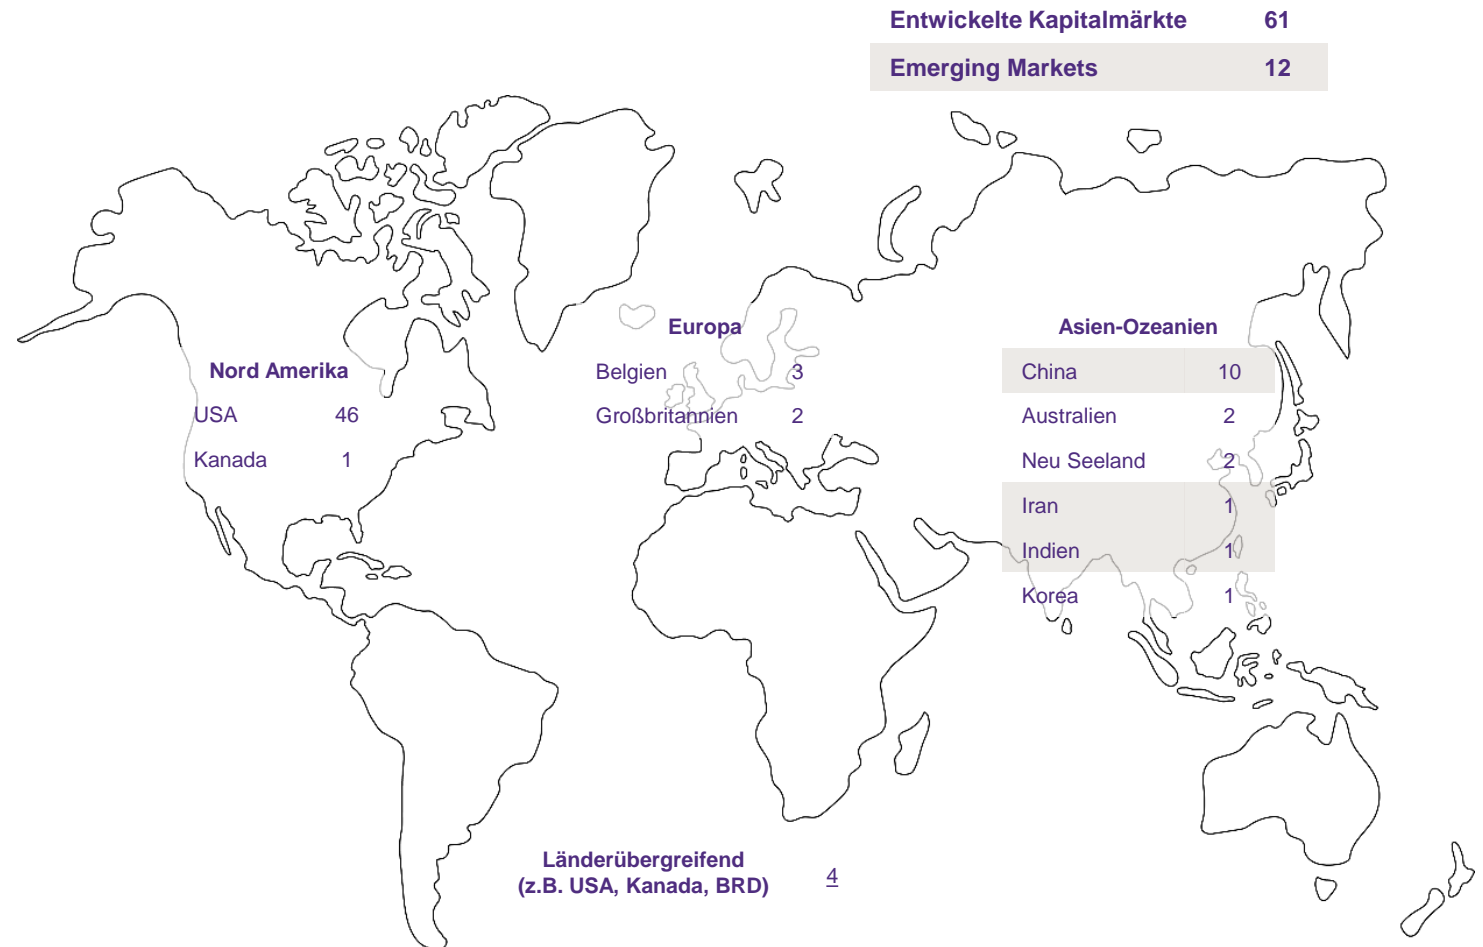 Entwickelte Kapitalmärkte 61
Emerging Markets 12
Nord Amerika
USA 46
Kanada 1
Europa
Belgien 3
Großbritannien 2
Asien-Ozeanien
China 10
Australien 2
Neu Seeland 2
Iran 1
Indien 1
Korea 1
Länderübergreifend
(z.B. USA, Kanada, BRD) 4